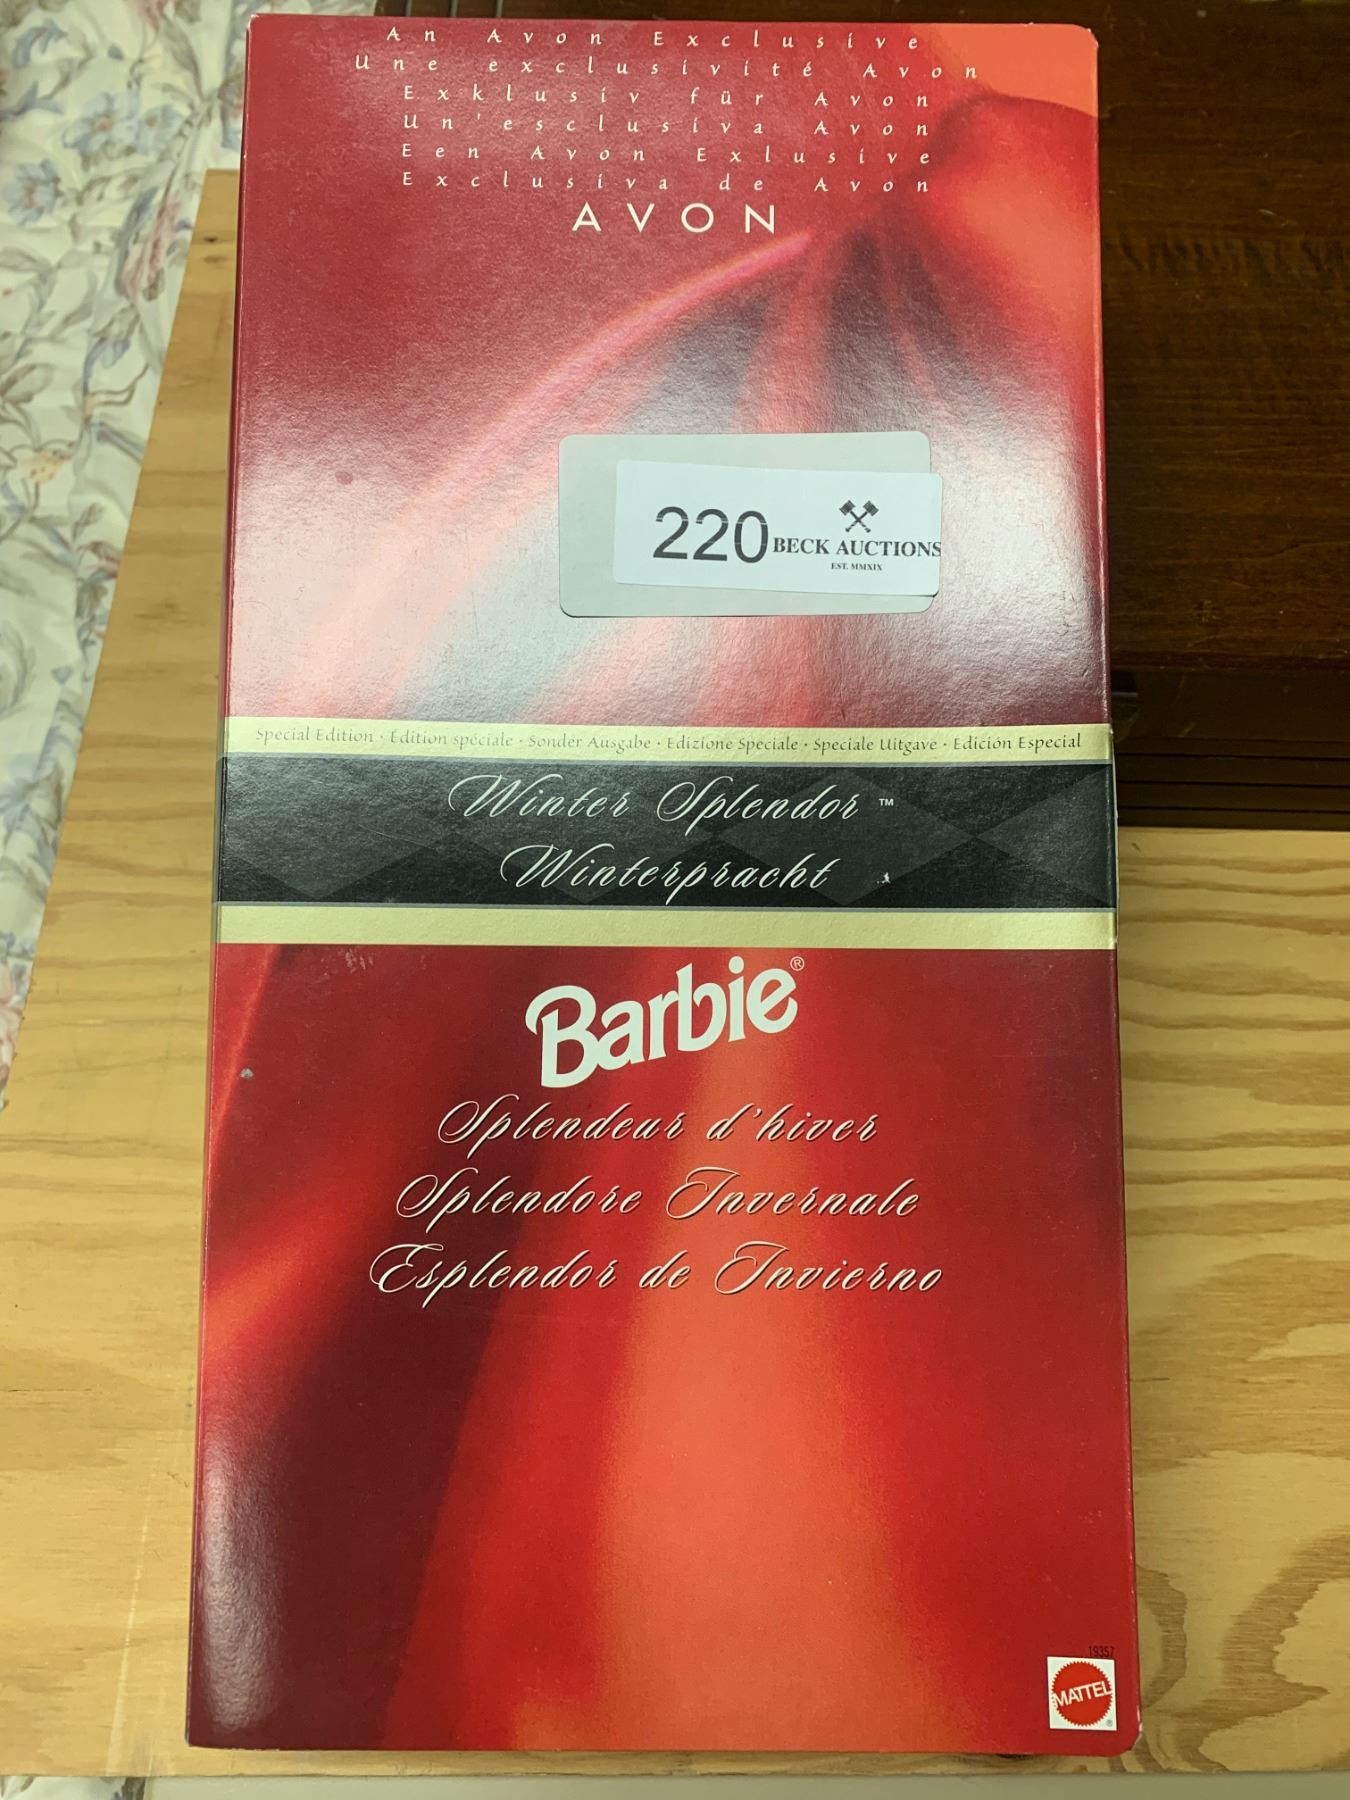 An Avon Exclusive
Une exclusivité Avon
Exklusiv für Avon
Un'esclusiva Avon
Een Avon Exlusive
Exclusiva de Avon
AVON
220 BECK AUCTIONS
EST. MMXIX
Special Edition · Édition spéciale · Sonder Ausgabe · Edizione Speciale · Speciale Uitgave · Edición Especial
Winter Splendor ™
Winterpracht
Barbie®
Splendeur d'hiver
Splendore Invernale
Esplendor de Invierno
19357
MATTEL
®